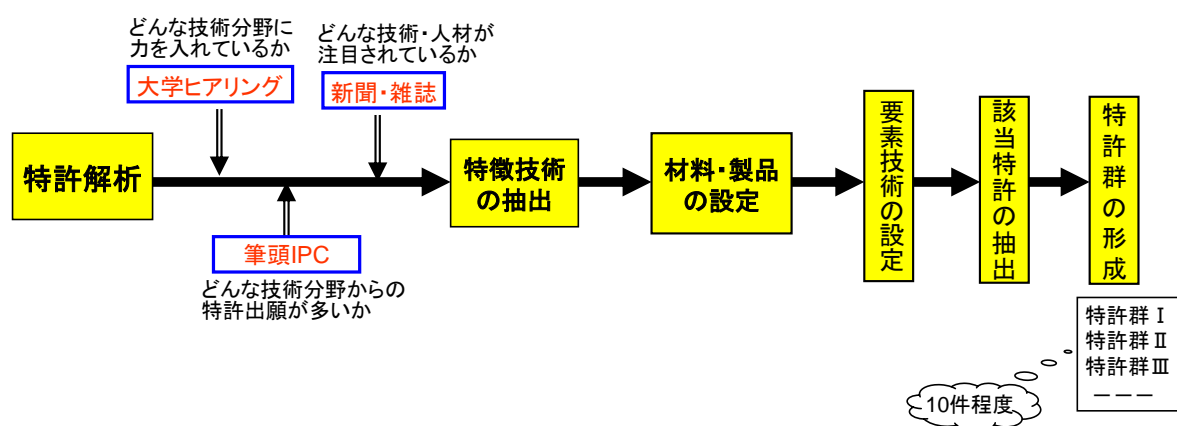 どんな技術分野に
力を入れているか
大学ヒアリング
どんな技術・人材が
注目されているか
新聞・雑誌
特許解析
筆頭IPC
どんな技術分野からの
特許出願が多いか
特徴技術
の抽出
材料・製品
の設定
要素技術の設定
該当特許の抽出
特許群の形成
特許群Ⅰ
特許群Ⅱ
特許群Ⅲ
―――
10件程度